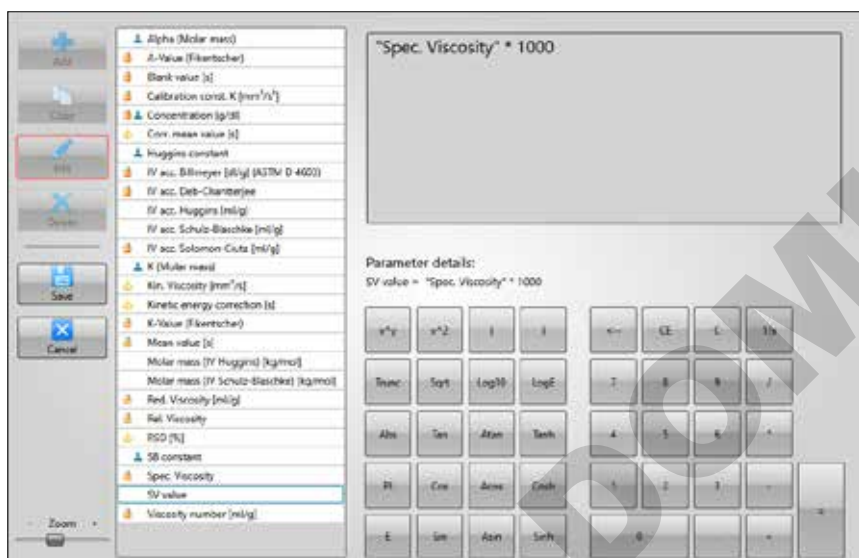 Add
Copy
Edit
Delete
Save
Cancel
Zoom
- +
Alpha (Molar mass)
A-Value (Fikentscher)
Blank value [s]
Calibration const. K [mm²/s²]
Concentration [g/dl]
Corr. mean value [s]
Huggins constant
IV acc. Billmeyer [dl/g] (ASTM D 4603)
IV acc. Deb-Chanterjee
IV acc. Huggins [ml/g]
IV acc. Schulz-Blaschke [ml/g]
IV acc. Solomon-Ciuta [ml/g]
K (Molar mass)
Kin. Viscosity [mm²/s]
Kinetic energy correction [s]
K-Value (Fikentscher)
Mean value [s]
Molar mass (IV Huggins) [kg/mol]
Molar mass (IV Schulz-Blaschke) [kg/mol]
Red. Viscosity [ml/g]
Rel. Viscosity
RSD [%]
SB constant
Spec. Viscosity
SV value
Viscosity number [ml/g]
"Spec. Viscosity" * 1000
Parameter details:
SV value = "Spec. Viscosity" * 1000
x^y x^2 ( ) <-- CE C 1/x
Trunc Sqrt Log10 LogE 7 8 9 /
Abs Tan Atan Tanh 4 5 6 *
PI Cos Acos Cosh 1 2 3 -
E Sin Asin Sinh 0 . + =
DOM